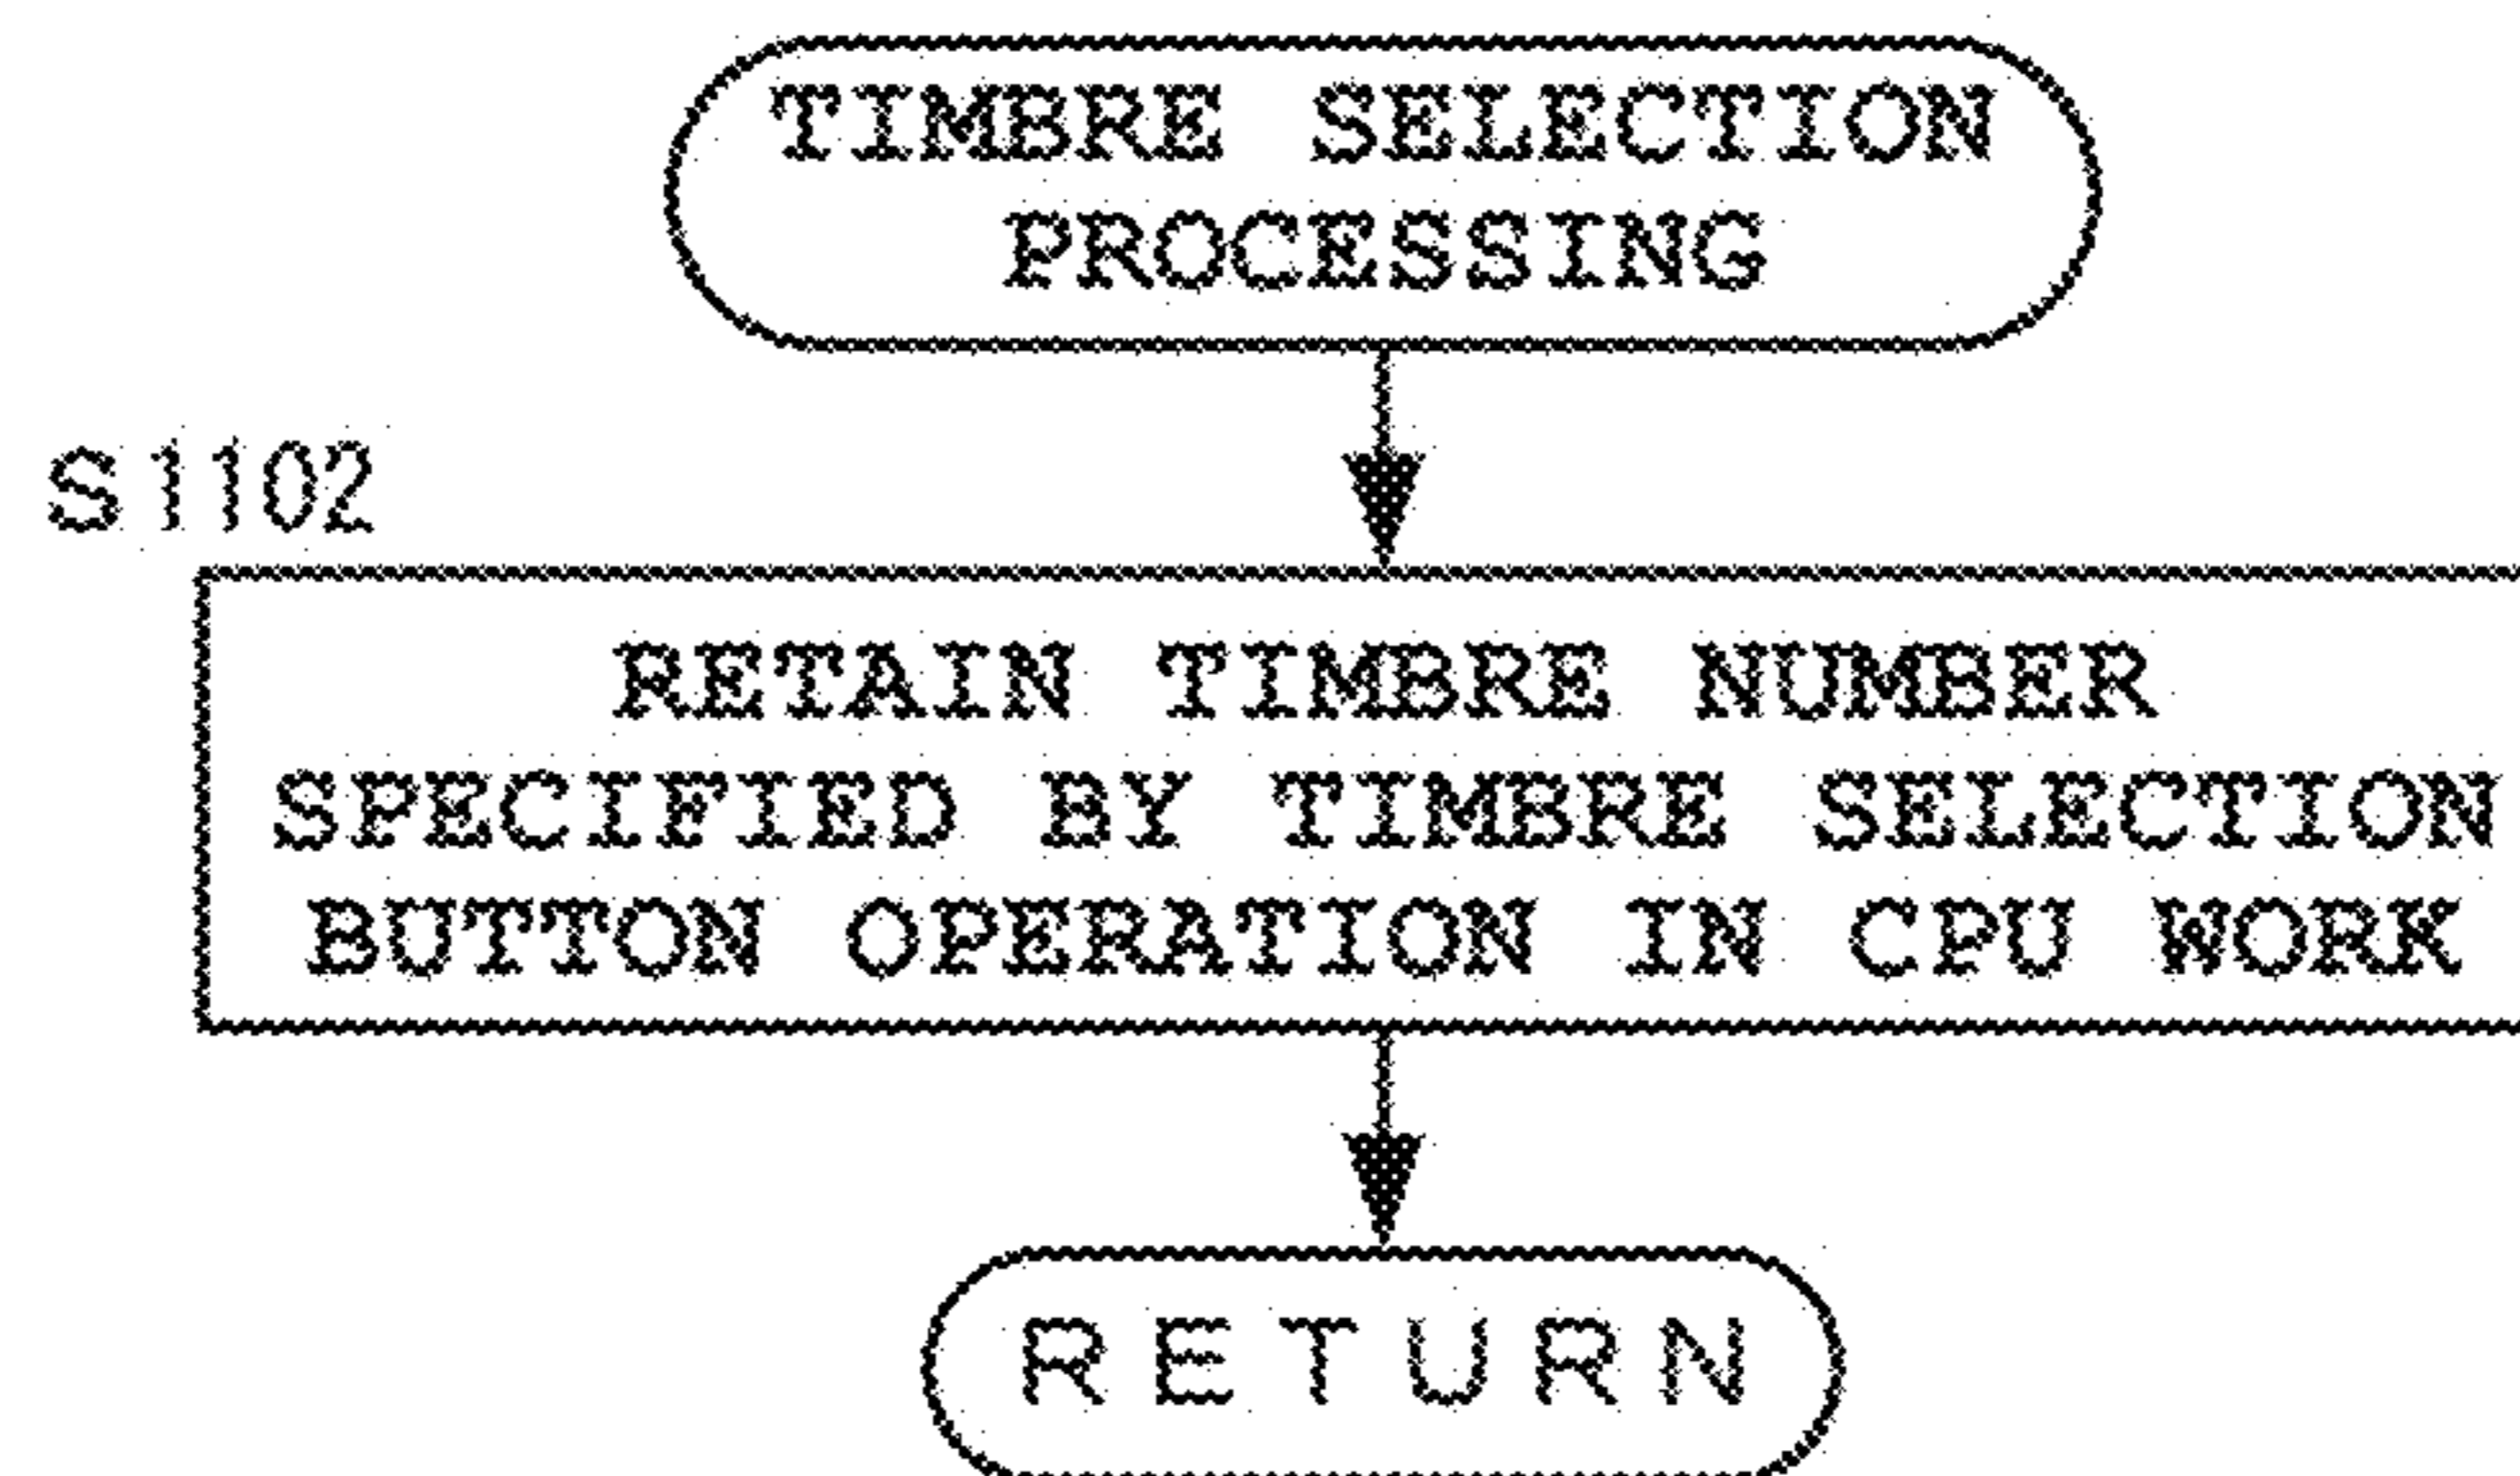 TIMBRE SELECTION
PROCESSING
S1102
RETAIN TIMBRE NUMBER
SPECIFIED BY TIMBRE SELECTION
BUTTON OPERATION IN CPU WORK
RETURN